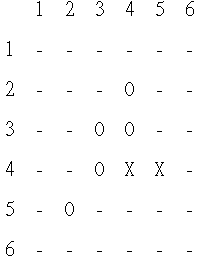 1 2 3 4 5 6
1 - - - - - -
2 - - - O - -
3 - - O O - -
4 - - O X X -
5 - O - - - -
6 - - - - - -